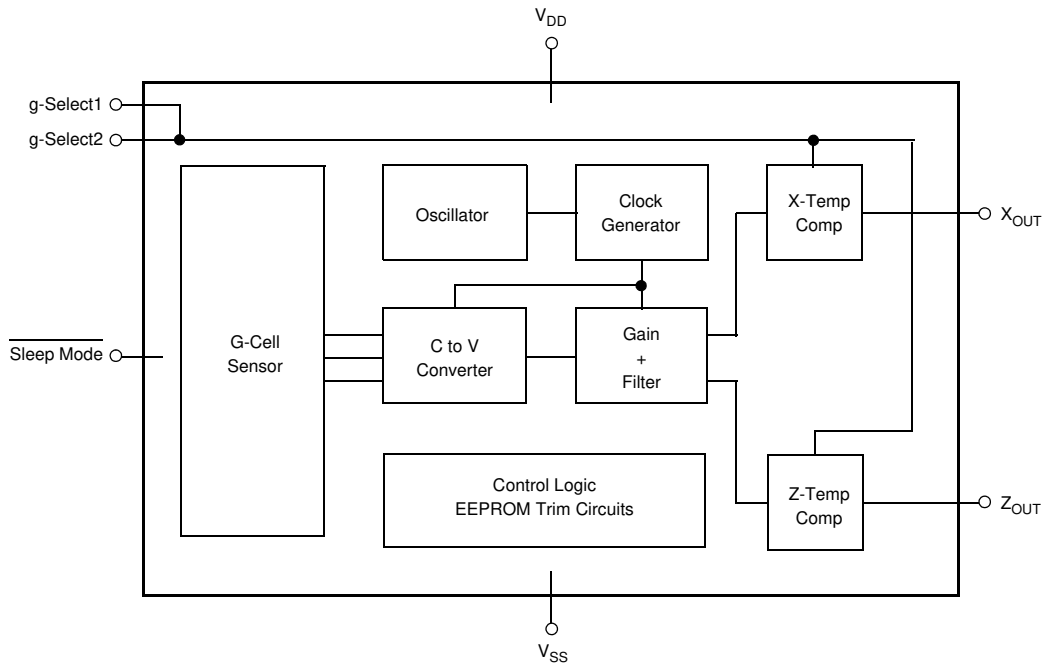 VDD
g-Select1
g-Select2
Oscillator
Clock
Generator
X-Temp
Comp
XOUT
Sleep Mode
G-Cell
Sensor
C to V
Converter
Gain
+
Filter
Control Logic
EEPROM Trim Circuits
Z-Temp
Comp
ZOUT
VSS